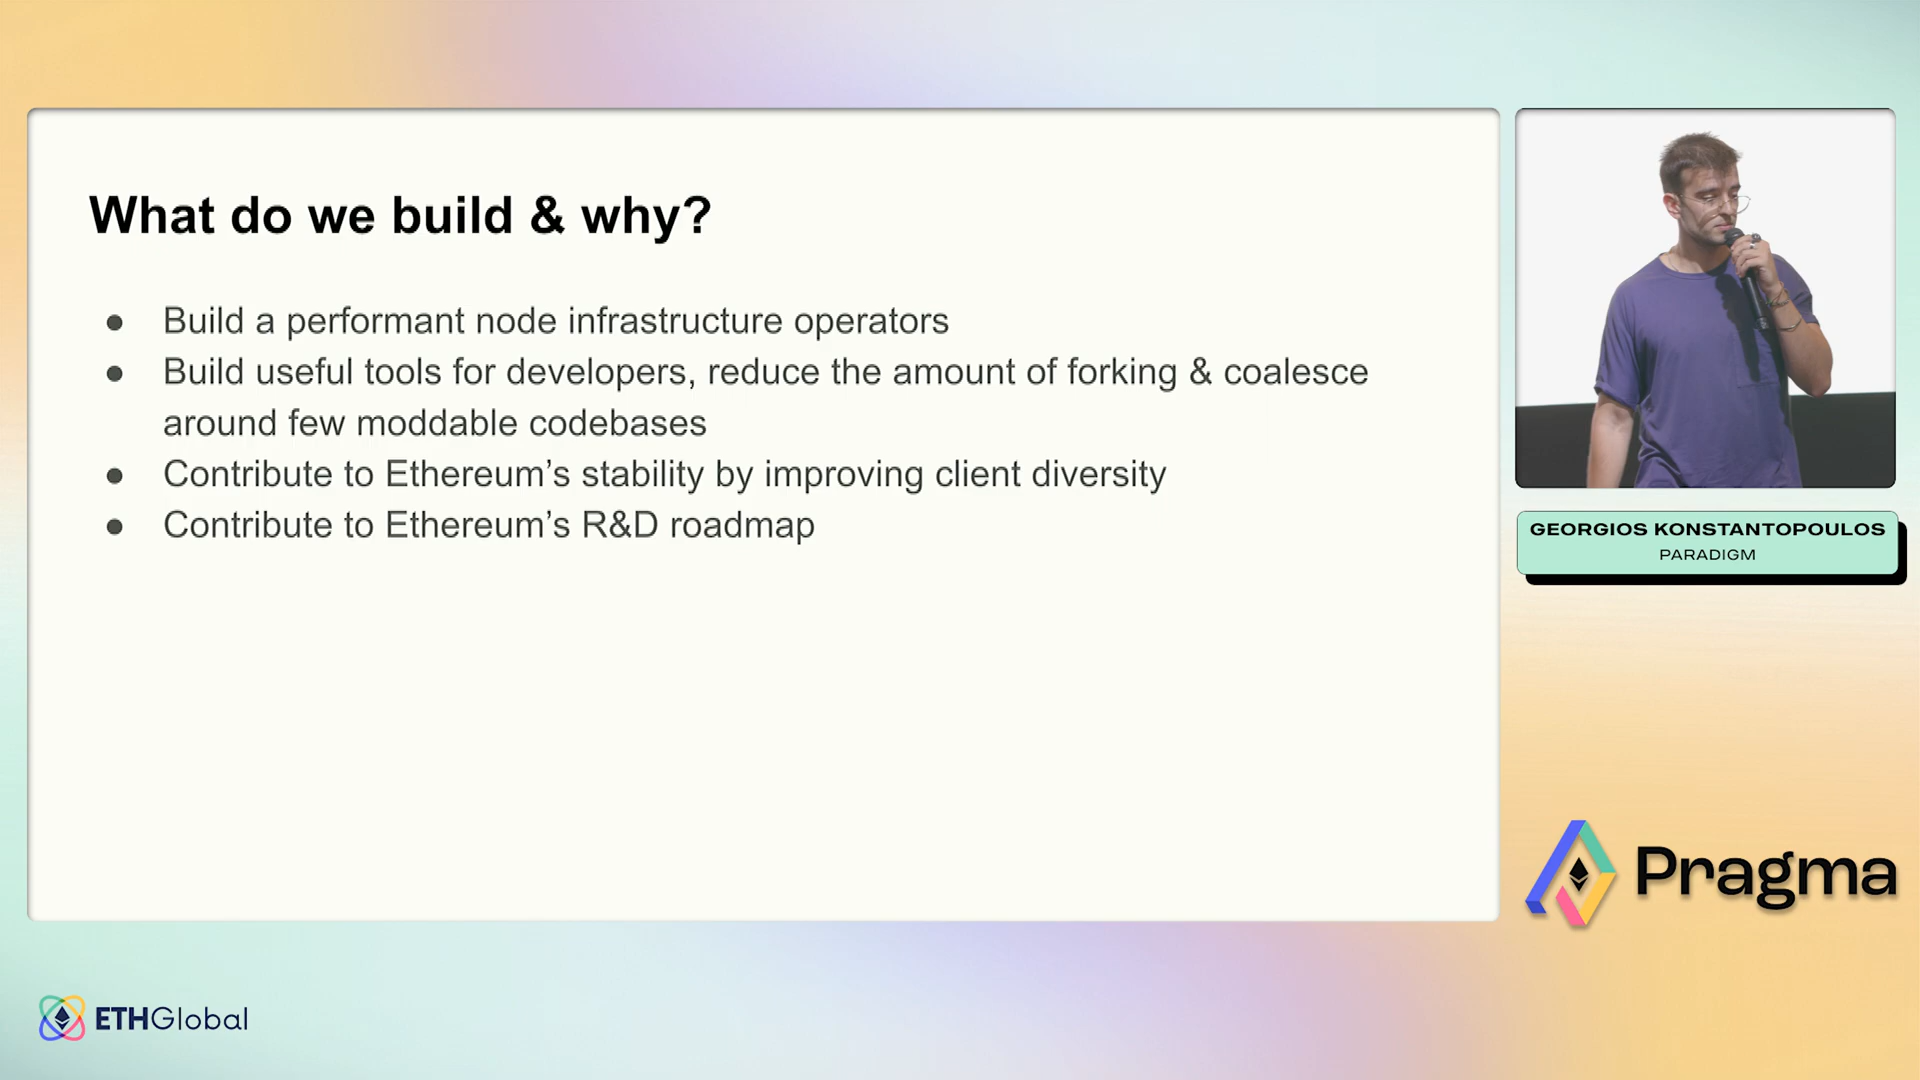 What do we build & why?
● Build a performant node infrastructure operators
● Build useful tools for developers, reduce the amount of forking & coalesce
around few moddable codebases
● Contribute to Ethereum’s stability by improving client diversity
● Contribute to Ethereum’s R&D roadmap
GEORGIOS KONSTANTOPOULOS
PARADIGM
Pragma
ETHGlobal